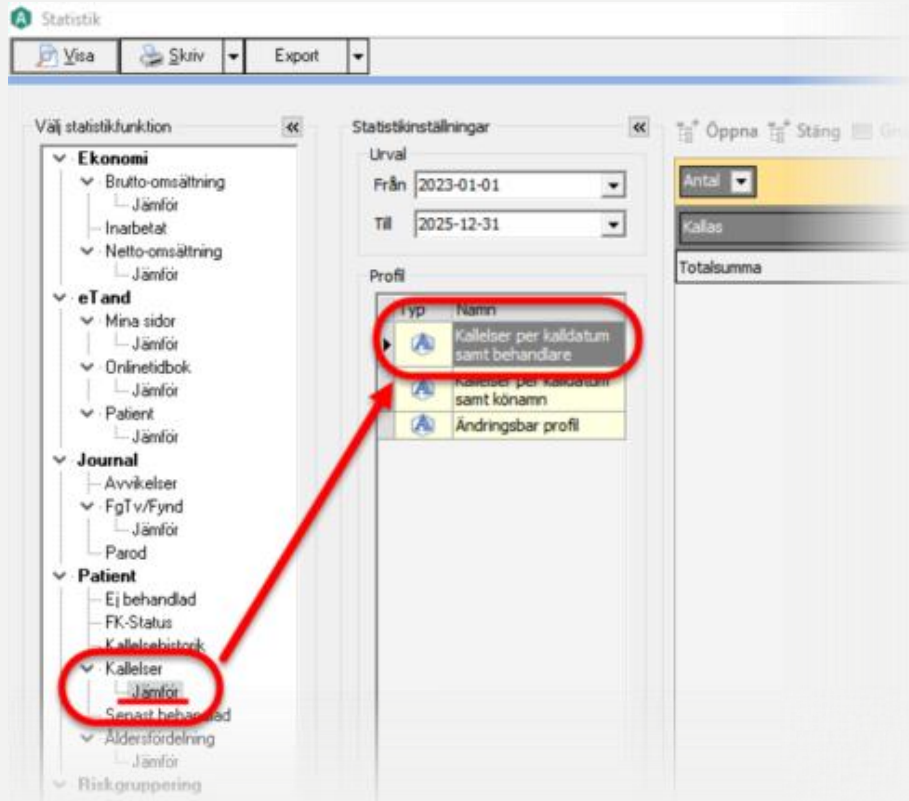 Statistik
Visa
Skriv
Export
Välj statistikfunktion
Ekonomi
Brutto-omsättning
Jämför
Inarbetat
Netto-omsättning
Jämför
eTand
Mina sidor
Jämför
Onlinetidbok
Jämför
Patient
Jämför
Journal
Avvikelser
FgTv/Fynd
Jämför
Parod
Patient
Ej behandlad
FK-Status
Kallelsehistorik
Kallelser
Jämför
Senast behandlad
Åldersfördelning
Jämför
Riskgruppering
Statistikinställningar
Urval
Från 2023-01-01
Till 2025-12-31
Profil
Typ Namn
Kallelser per kalldatum
samt behandlare
Kallelser per kalldatum
samt könamn
Ändringsbar profil
Öppna Stäng
Antal
Kallas
Totalsumma